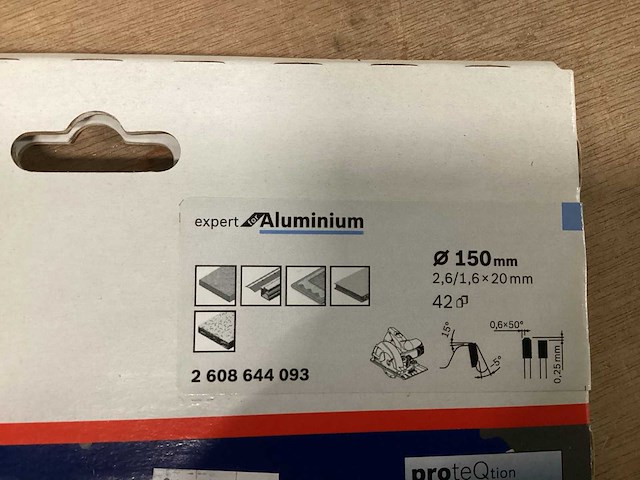 expert for Aluminium
Ø 150 mm
2,6/1,6×20 mm
42
2 608 644 093
15°
-5°
0,6×50°
0,25 mm
proteQtion